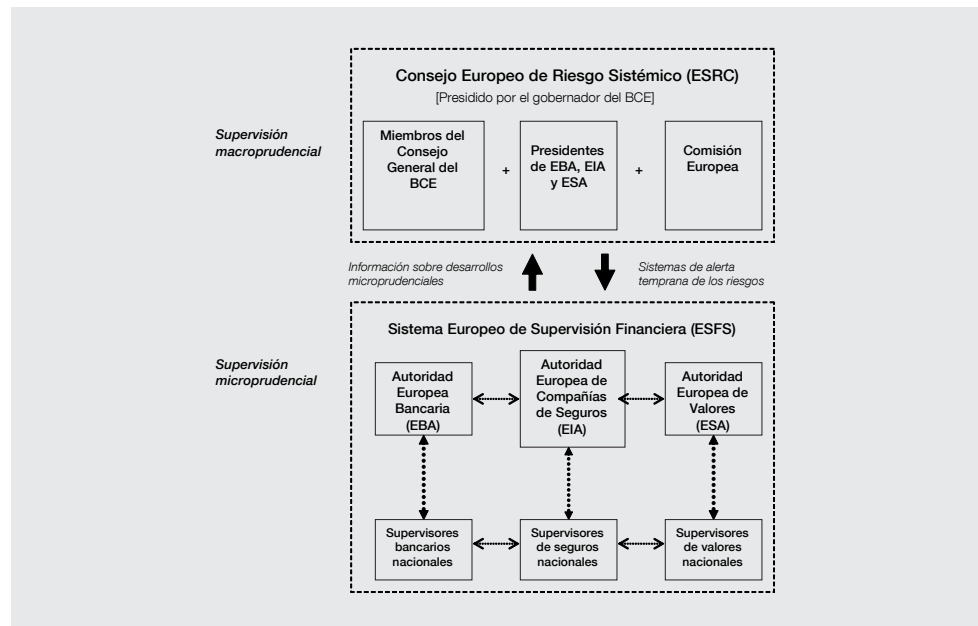 Consejo Europeo de Riesgo Sistémico (ESRC)
[Presidido por el gobernador del BCE]
Supervisión
macroprudencial
Miembros del
Consejo
General del
BCE
+
Presidentes
de EBA, EIA
y ESA
+
Comisión
Europea
Información sobre desarrollos
microprudenciales
Sistemas de alerta
temprana de los riesgos
Sistema Europeo de Supervisión Financiera (ESFS)
Supervisión
microprudencial
Autoridad
Europea
Bancaria
(EBA)
Autoridad
Europea de
Compañías
de Seguros
(EIA)
Autoridad
Europea de
Valores
(ESA)
Supervisores
bancarios
nacionales
Supervisores
de seguros
nacionales
Supervisores
de valores
nacionales